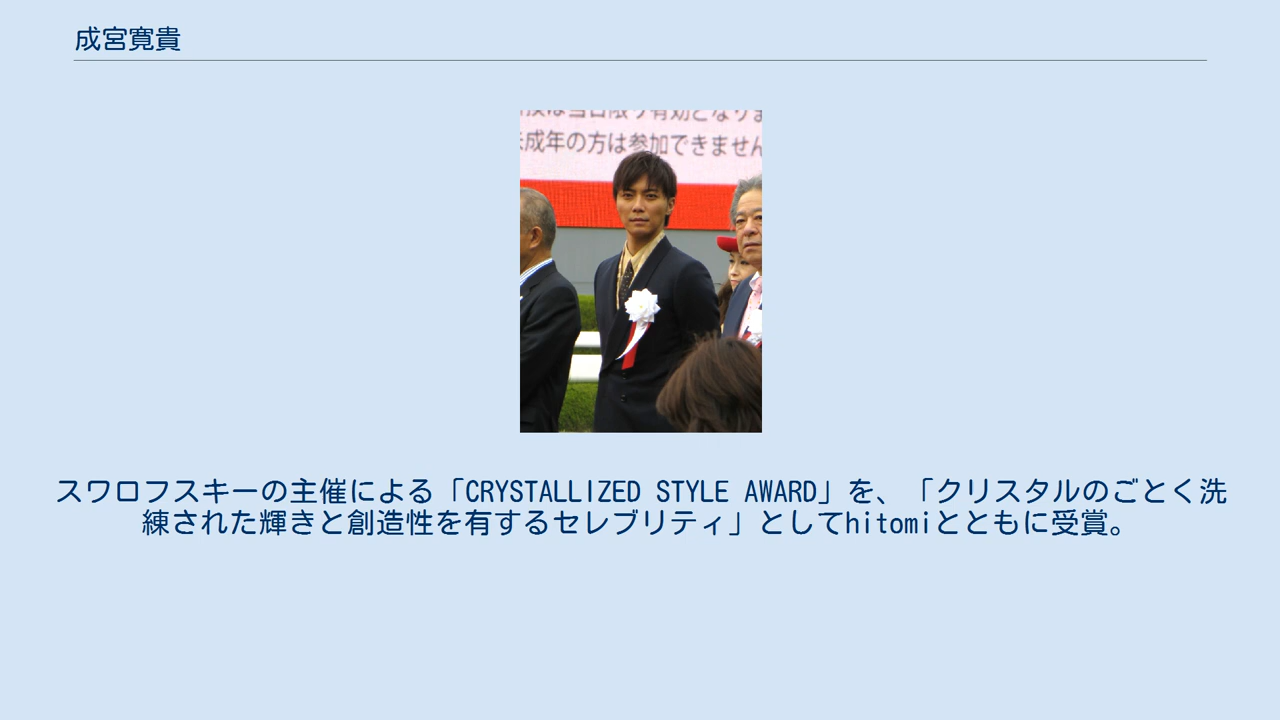 成宮寛貴
未成年の方は参加できません
スワロフスキーの主催による「CRYSTALLIZED STYLE AWARD」を、「クリスタルのごとく洗
練された輝きと創造性を有するセレブリティ」としてhitomiとともに受賞。